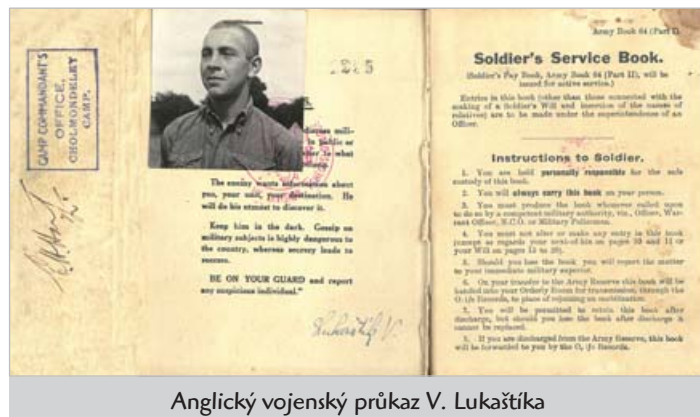 CAMP COMMANDANT'S
OFFICE,
CHOLMONDELEY
CAMP.
discuss mili-
in public or
is what
The enemy wants information about
you, your unit, your destination. He
will do his utmost to discover it.
Keep him in the dark. Gossip on
military subjects is highly dangerous to
the country, whereas secrecy leads to
success.
BE ON YOUR GUARD and report
any suspicious individual."
Lukaštík V.
Army Book 64 (Part I).
Soldier's Service Book.
(Soldier's Pay Book, Army Book 64 (Part II), will be
issued for active service.)
Entries in this book (other than those connected with the
making of a Soldier's Will and insertion of the names of
relatives) are to be made under the superintendence of an
Officer.
Instructions to Soldier.
1. You are held personally responsible for the safe
custody of this book.
2. You will always carry this book on your person.
3. You must produce the book whenever called upon
to do so by a competent military authority, viz., Officer, War-
rant Officer, N.C.O. or Military Policeman.
4. You must not alter or make any entry in this book
(except as regards your next-of-kin on pages 10 and 11 or
your Will on pages 15 to 20).
5. Should you lose the book you will report the matter
to your immediate military superior.
6. On your transfer to the Army Reserve this book will be
handed into your Orderly Room for transmission, through the
O. i/c Records, to place of rejoining on mobilization.
7. You will be permitted to retain this book after
discharge, but should you lose the book after discharge it
cannot be replaced.
8. If you are discharged from the Army Reserve, this book
will be forwarded to you by the O. i/c Records.
Anglický vojenský průkaz V. Lukaštíka